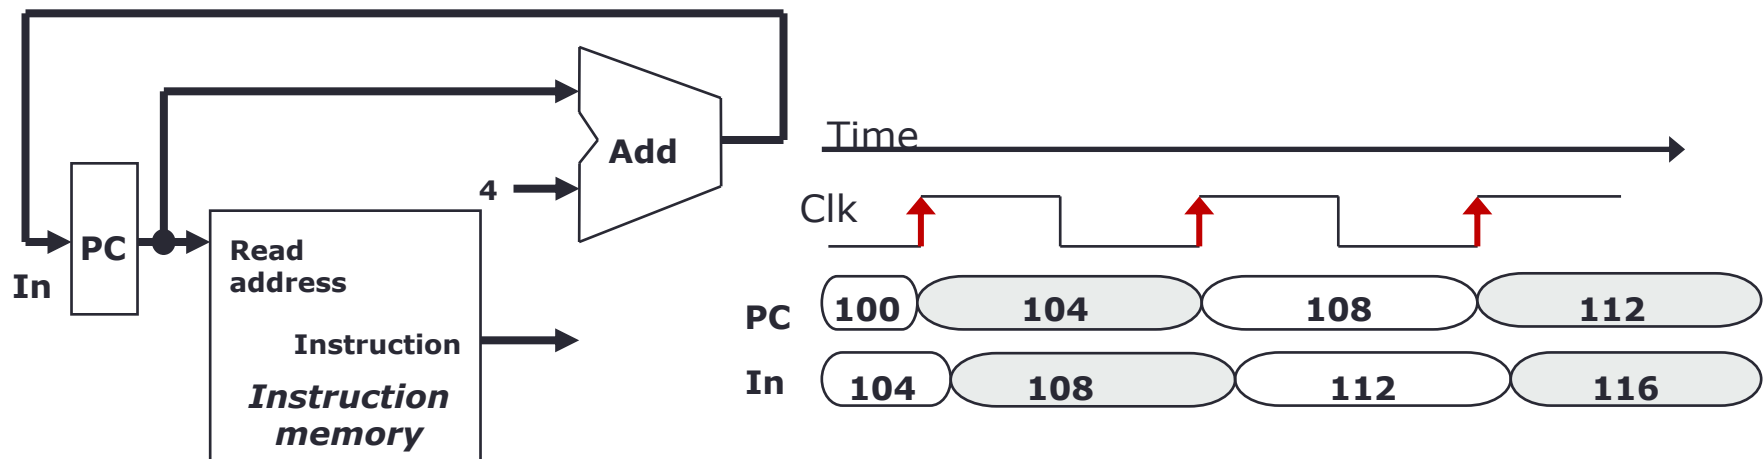 Add
4
PC
In
Read
address
Instruction
Instruction
memory
Time
Clk
PC 100 104 108 112
In 104 108 112 116